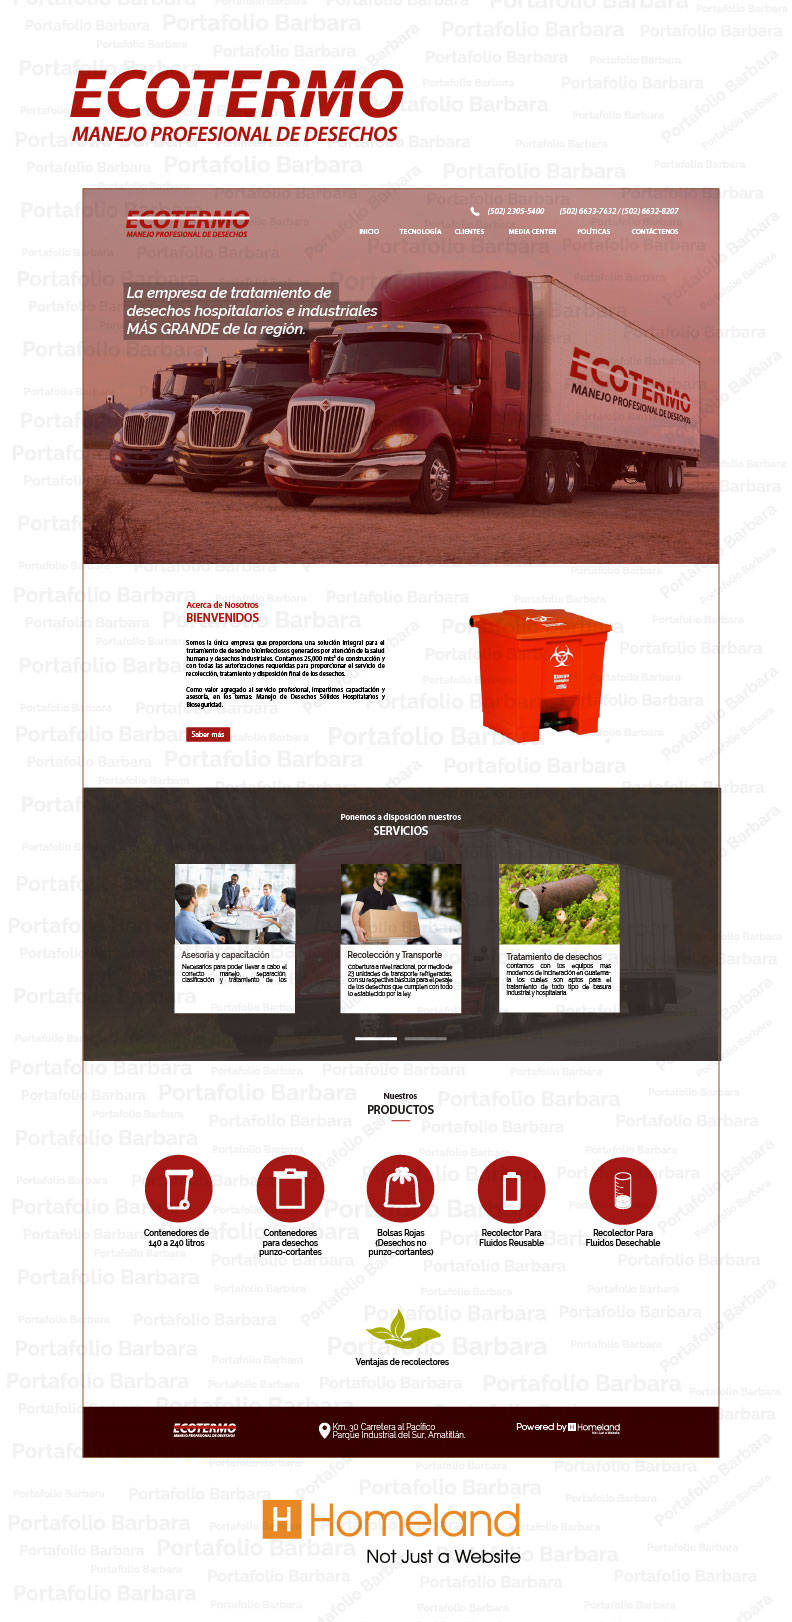 ECOTERMO
MANEJO PROFESIONAL DE DESECHOS
ECOTERMO
MANEJO PROFESIONAL DE DESECHOS
(502) 2305-5400 (502) 6633-7632 / (502) 6632-8207
INICIO TECNOLOGÍA CLIENTES MEDIA CENTER POLÍTICAS CONTÁCTENOS
La empresa de tratamiento de
desechos hospitalarios e industriales
MÁS GRANDE de la región.
ECOTERMO
MANEJO PROFESIONAL DE DESECHOS
Acerca de Nosotros
BIENVENIDOS
Somos la única empresa que proporciona una solución integral para el
tratamiento de desecho bioinfecciosos generados por atención de la salud
humana y desechos industriales. Contamos 25,000 mts² de construcción y
con todas las autorizaciones requeridas para proporcionar el servicio de
recolección, tratamiento y disposición final de los desechos.
Como valor agregado al servicio profesional, impartimos capacitación y
asesoría, en los temas: Manejo de Desechos Sólidos Hospitalarios y
Bioseguridad.
Saber más
Ponemos a disposición nuestros
SERVICIOS
Asesoría y capacitación
Necesarios para poder llevar a cabo el
correcto manejo, separación,
clasificación y tratamiento de los
Recolección y Transporte
Cobertura a nivel nacional, por medio de
23 unidades de transporte refrigeradas,
con su respectiva báscula para el pesaje
de los desechos que cumplen con todo
lo establecido por la ley.
Tratamiento de desechos
Contamos con los equipos más
modernos de incineración en Guatema-
la los cuales son aptos para el
tratamiento de todo tipo de basura
industrial y hospitalaria.
Nuestros
PRODUCTOS
Contenedores de
140 a 240 litros
Contenedores
para desechos
punzo-cortantes
Bolsas Rojas
(Desechos no
punzo-cortantes)
Recolector Para
Fluidos Reusable
Recolector Para
Fluidos Desechable
Ventajas de recolectores
ECOTERMO
MANEJO PROFESIONAL DE DESECHOS
Km. 30 Carretera al Pacífico
Parque Industrial del Sur, Amatitlán.
Powered by H Homeland
Not Just a Website
H Homeland
Not Just a Website
Portafolio Barbara